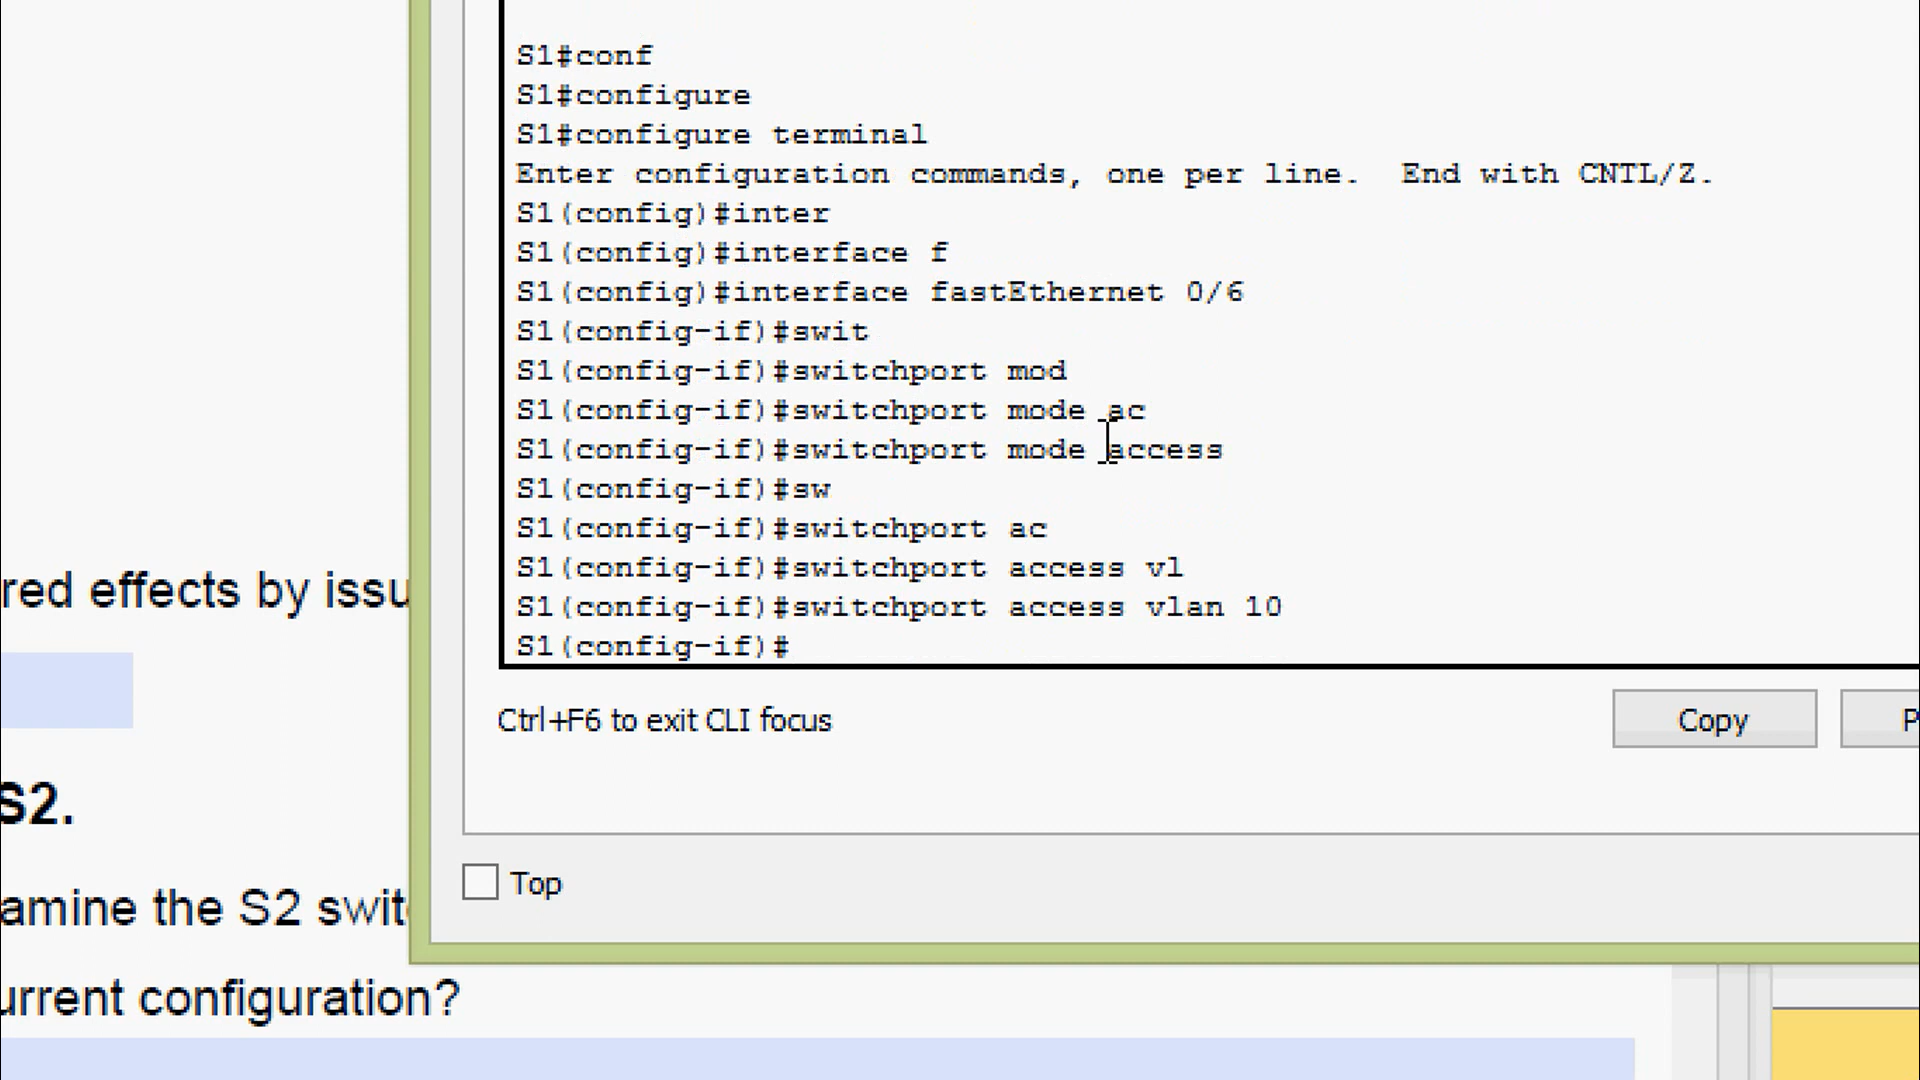 S1#conf
S1#configure
S1#configure terminal
Enter configuration commands, one per line.  End with CNTL/Z.
S1(config)#inter
S1(config)#interface f
S1(config)#interface fastEthernet 0/6
S1(config-if)#swit
S1(config-if)#switchport mod
S1(config-if)#switchport mode ac
S1(config-if)#switchport mode access
S1(config-if)#sw
S1(config-if)#switchport ac
S1(config-if)#switchport access vl
S1(config-if)#switchport access vlan 10
S1(config-if)#
Ctrl+F6 to exit CLI focus
Copy
P
Top
red effects by issu
S2.
amine the S2 swit
urrent configuration?